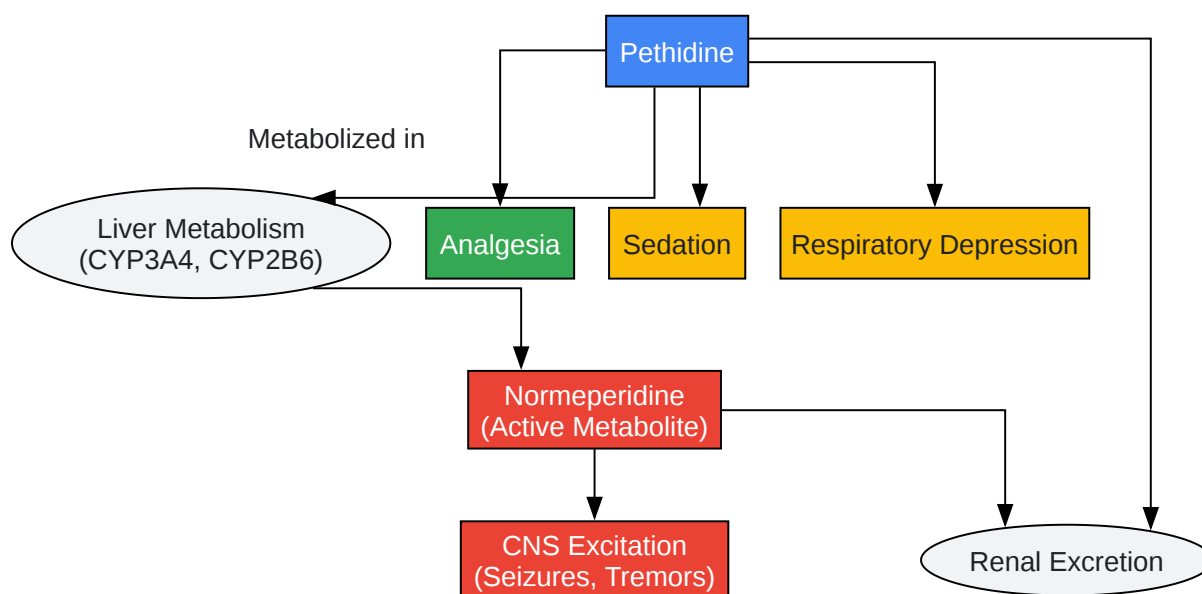 Pethidine
Metabolized in
Liver Metabolism
(CYP3A4, CYP2B6)
Analgesia
Sedation
Respiratory Depression
Normeperidine
(Active Metabolite)
CNS Excitation
(Seizures, Tremors)
Renal Excretion